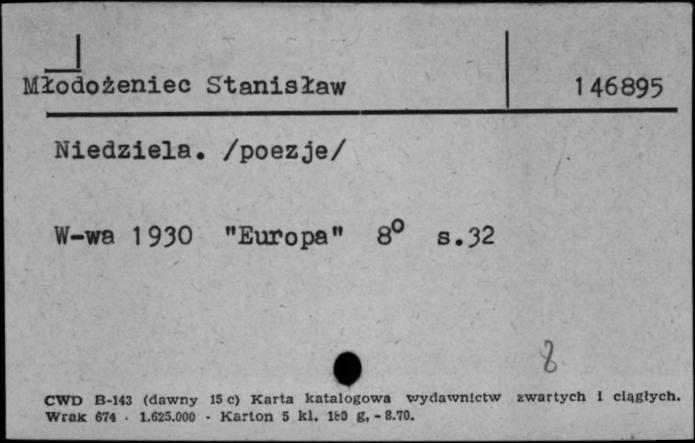 Młodożeniec Stanisław 146895
Niedziela. /poezje/
W-wa 1930 "Europa" 8° s.32
8
CWD B-143 (dawny 15 c) Karta katalogowa wydawnictw zwartych i ciągłych.
Wrak 674 · 1.625.000 · Karton 5 kl. 180 g, - 8.70.